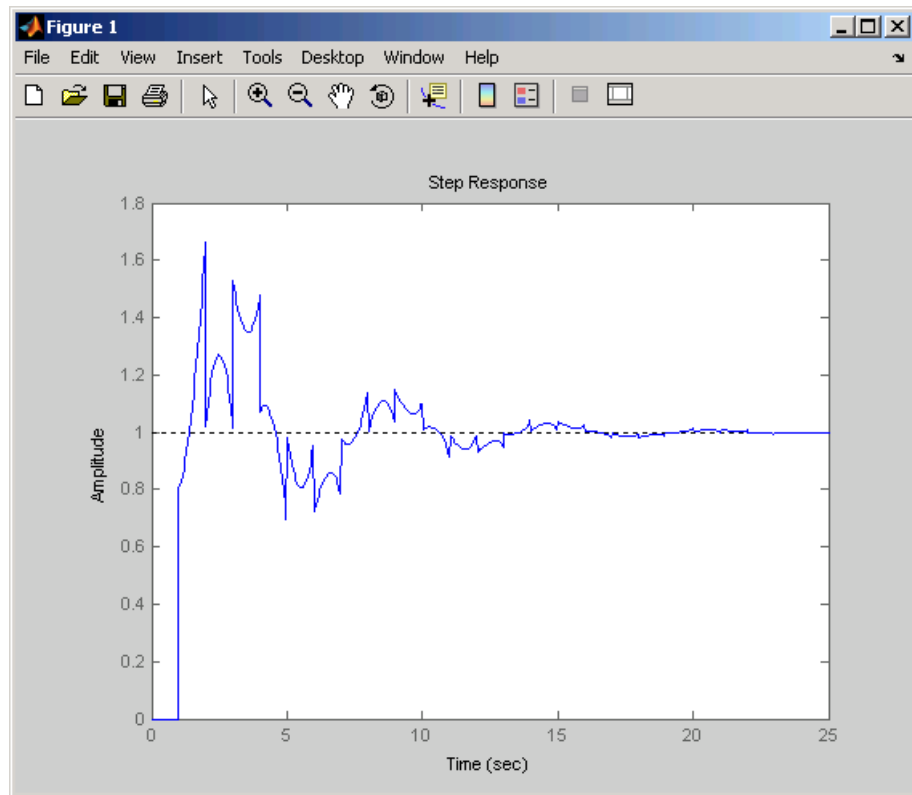 Figure 1
File Edit View Insert Tools Desktop Window Help
Step Response
1.8
1.6
1.4
1.2
1
0.8
0.6
0.4
0.2
0
Amplitude
0 5 10 15 20 25
Time (sec)